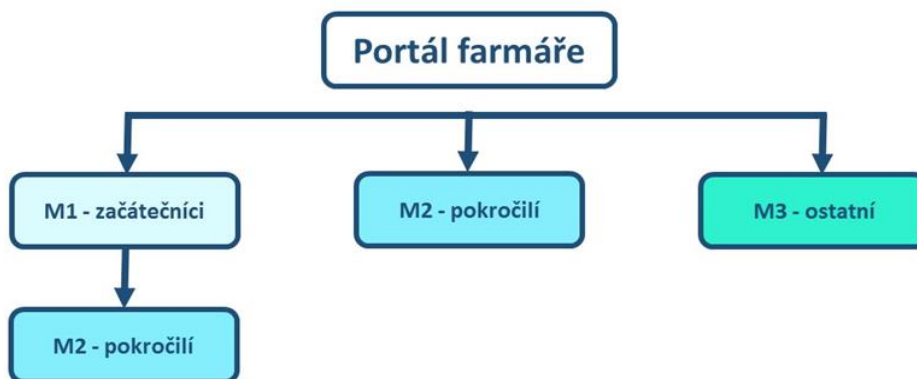 Portál farmáře
M1 - začátečníci
M2 - pokročilí
M3 - ostatní
M2 - pokročilí